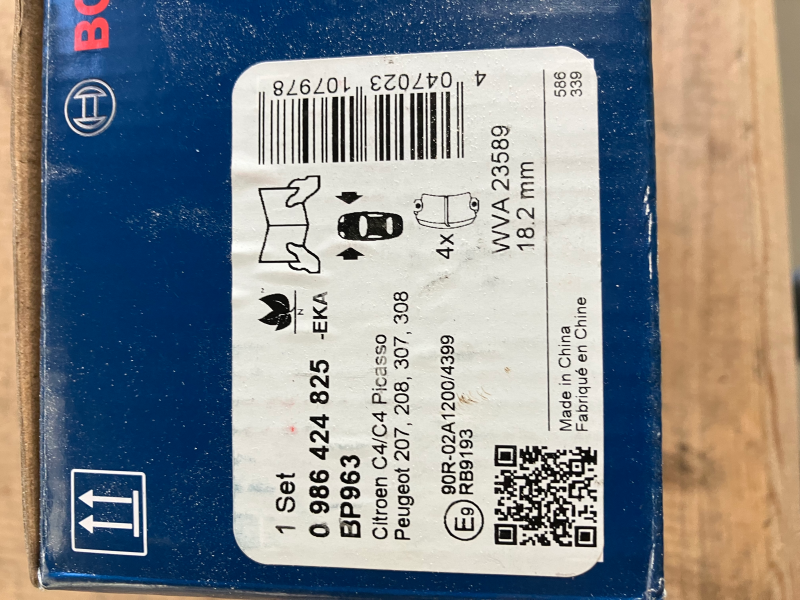 BO
1 Set
0 986 424 825 -EKA
BP963
Citroen C4/C4 Picasso
Peugeot 207, 208, 307, 308
E9
90R-02A1200/4399
RB9193
N
4x
4 047023 107978
WVA 23589
18.2 mm
Made in China
Fabriqué en Chine
586
339